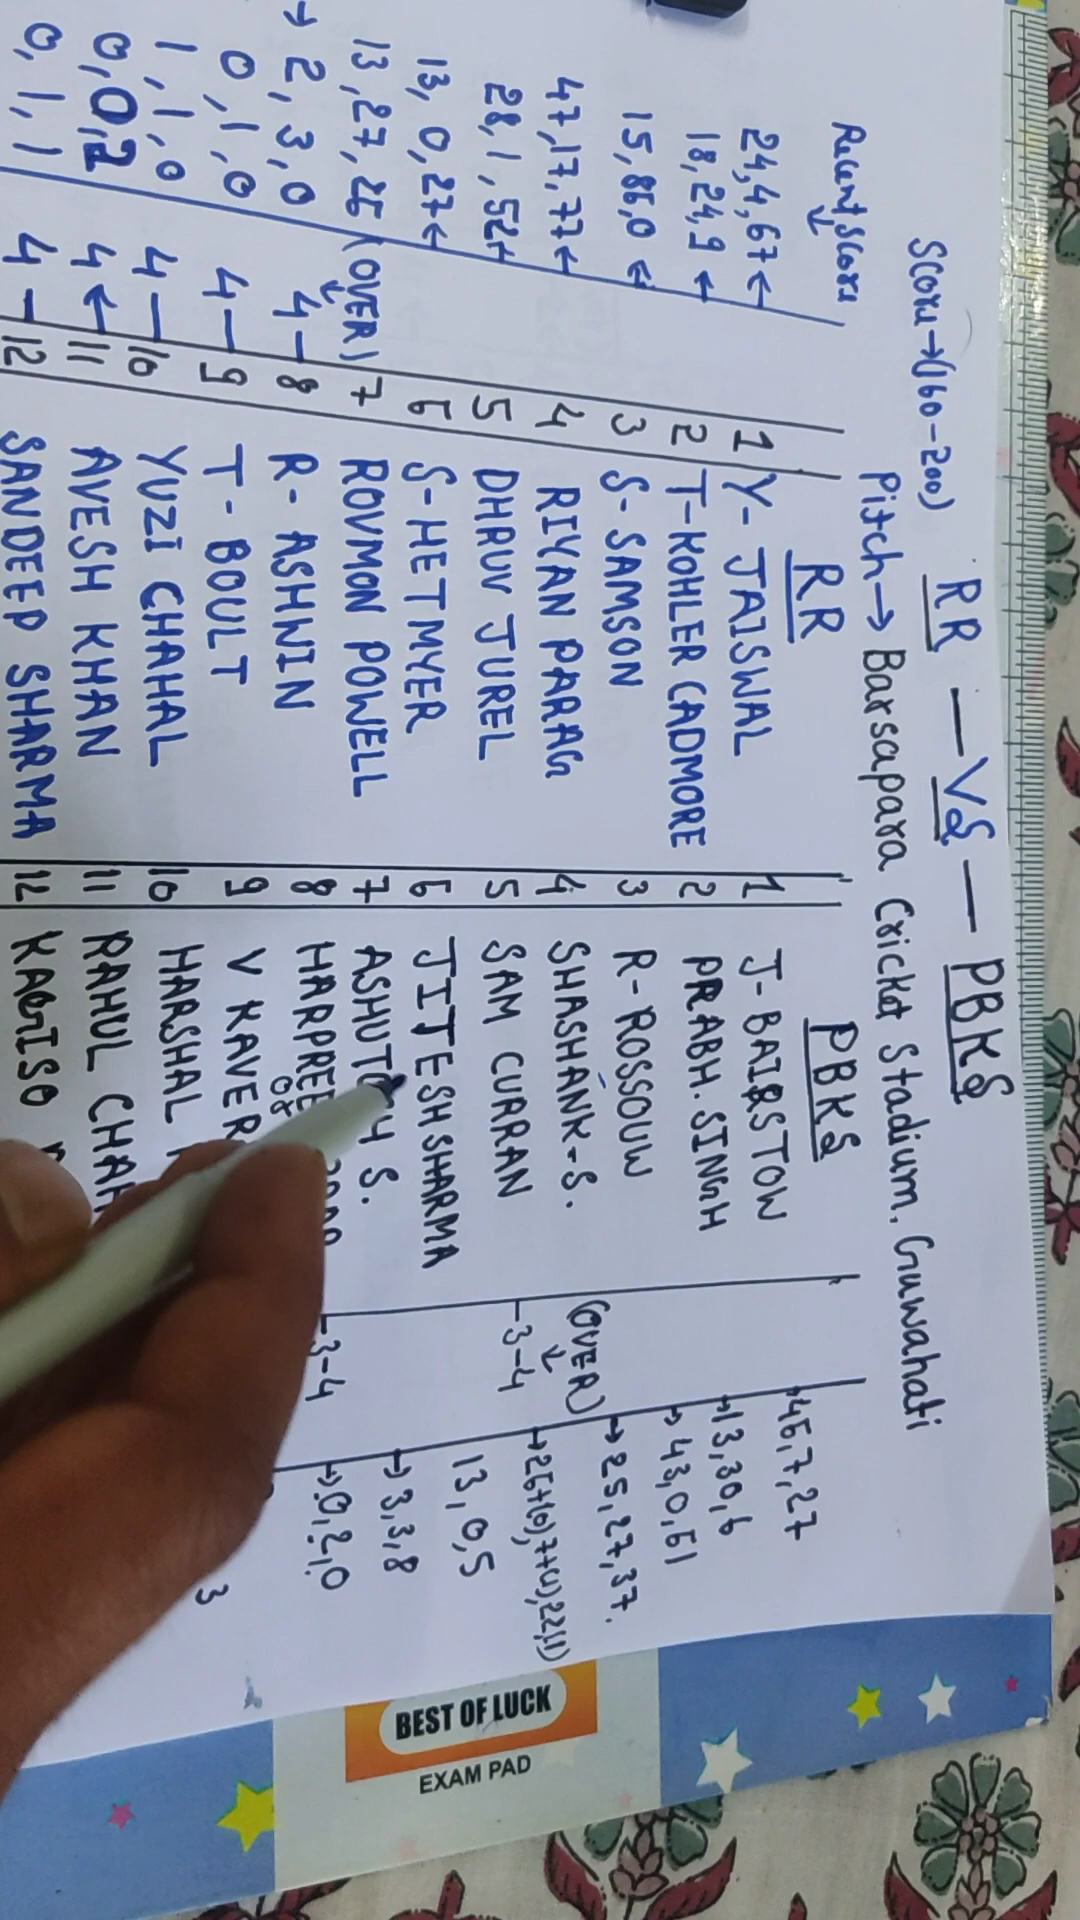 RR — VS — PBKS
Score→(160-200)
Pitch→ Barsapara Cricket Stadium, Guwahati
Recent Score
↓
RR
PBKS
24,4,67← 1 Y- JAISWAL 1 J-BAIRSTOW →45,7,27
18,24,9 ← 2 T-KOHLER CADMORE 2 PRABH.SINGH →13,30,6
15,86,0 ← 3 S-SAMSON 3 R-ROSSOUW → 43,0,61
47,17,77← 4 RIYAN PARAG 4 SHASHANK-S. (OVER) → 25,27,37.
28,1,52← 5 DHRUV JUREL 5 SAM CURAN -3-4 →26+(0),7+(4),22(1)
13,0,27← 6 S-HETMYER 6 JITESH SHARMA 13,0,5
13,27,26 (OVER) 7 ROVMON POWELL 7 ASHUTOSH S. → 3,3,8
→ 2,3,0 4 - 8 R- ASHWIN 8 HARPREE -3-4 →0,2,0
0,1,0 4 — 9 T- BOULT 9 V KAVER 3
or
1,1,0 4 — 10 YUZI CHAHAL 10 HARSHAL
0,0,2 4 ← 11 AVESH KHAN 11 RAHUL CHA
0,1,1 4 — 12 SANDEEP SHARMA 12 KAGISO
BEST OF LUCK
EXAM PAD